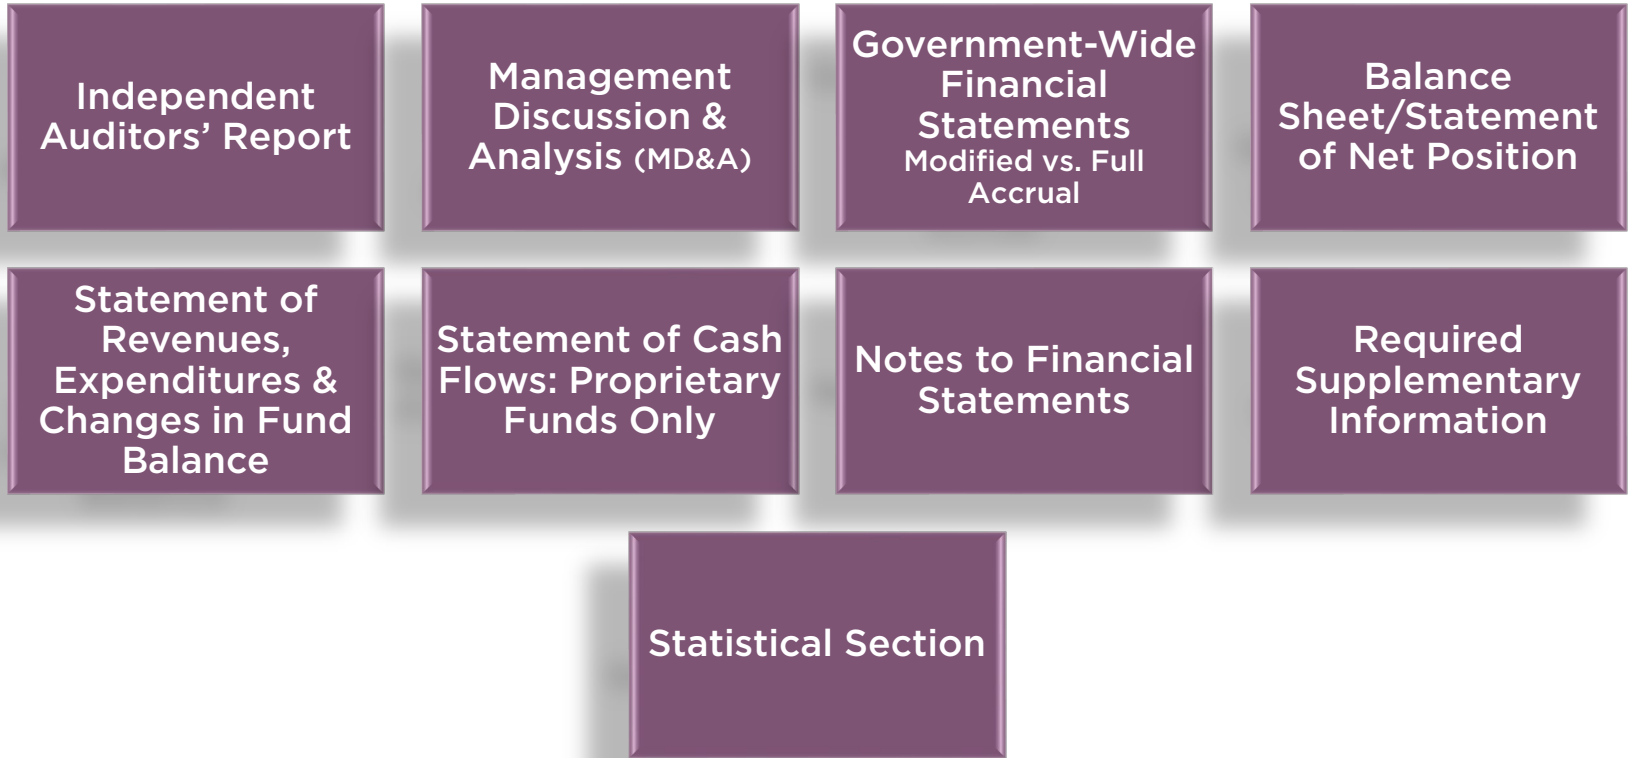 Independent
Auditors’ Report
Management
Discussion &
Analysis (MD&A)
Government-Wide
Financial
Statements
Modified vs. Full
Accrual
Balance
Sheet/Statement
of Net Position
Statement of
Revenues,
Expenditures &
Changes in Fund
Balance
Statement of Cash
Flows: Proprietary
Funds Only
Notes to Financial
Statements
Required
Supplementary
Information
Statistical Section